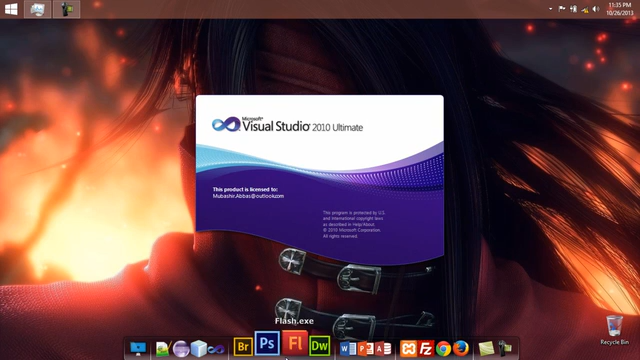 11:35 PM
10/26/2013
Microsoft®
Visual Studio® 2010 Ultimate
This product is licensed to:
Mubashir.Abbas@outlook.com
This program is protected by U.S.
and international copyright laws
as described in Help/About.
© 2010 Microsoft Corporation.
All rights reserved.
Flash.exe
Br
Ps
Fl
Dw
W
P
A
Fz
Recycle Bin